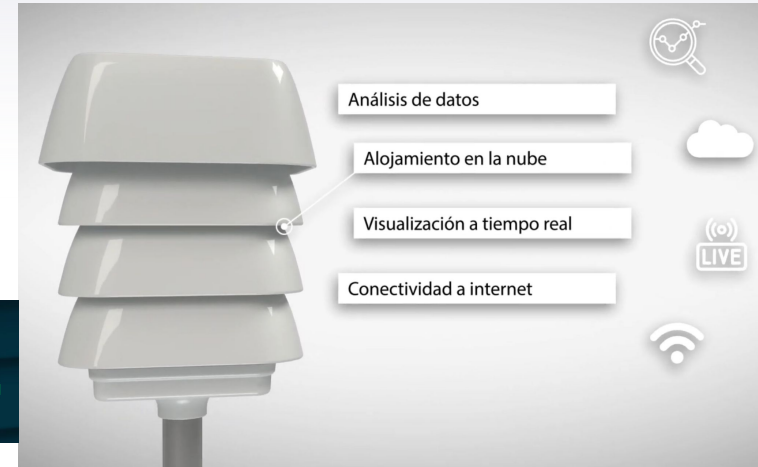 Análisis de datos
Alojamiento en la nube
Visualización a tiempo real
LIVE
Conectividad a internet